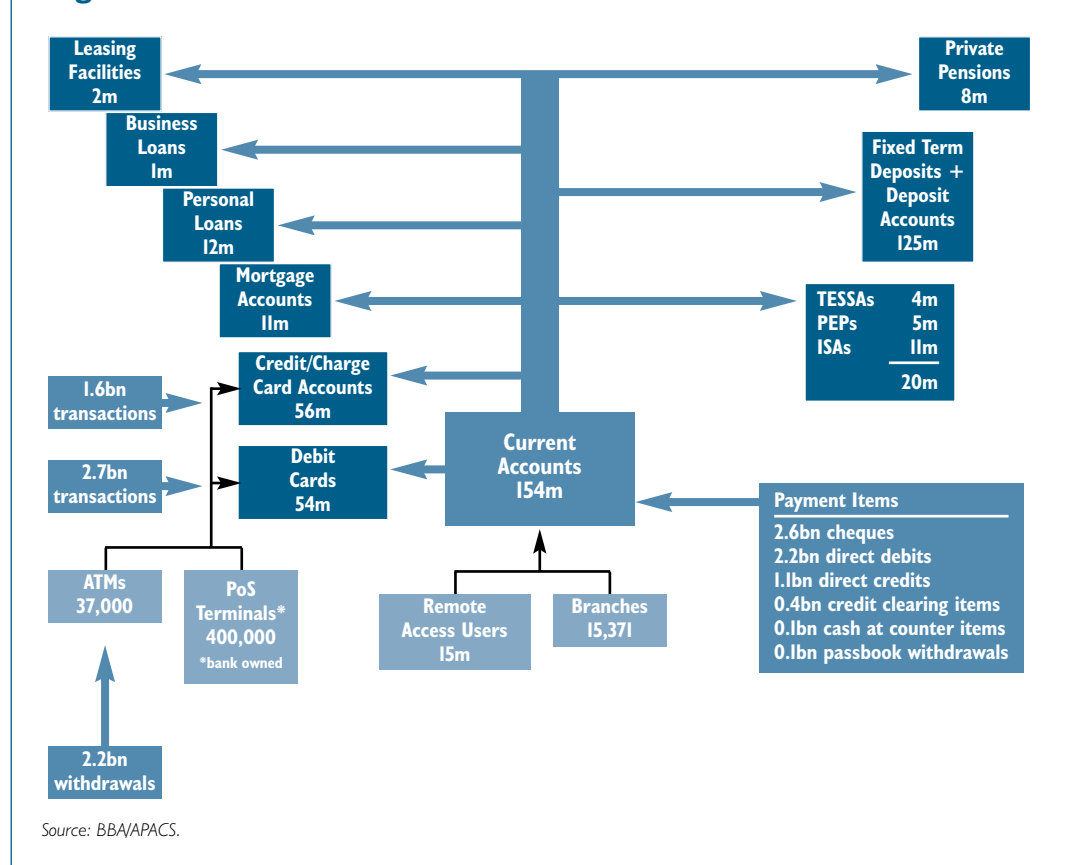 Leasing
Facilities
2m
Private
Pensions
8m
Business
Loans
1m
Fixed Term
Deposits +
Deposit
Accounts
125m
Personal
Loans
12m
Mortgage
Accounts
11m
TESSAs 4m
PEPs 5m
ISAs 11m
20m
Credit/Charge
Card Accounts
56m
1.6bn
transactions
Debit
Cards
54m
2.7bn
transactions
Current
Accounts
154m
Payment Items
2.6bn cheques
2.2bn direct debits
1.1bn direct credits
0.4bn credit clearing items
0.1bn cash at counter items
0.1bn passbook withdrawals
ATMs
37,000
PoS
Terminals*
400,000
*bank owned
Remote
Access Users
15m
Branches
15,371
2.2bn
withdrawals
Source: BBA/APACS.